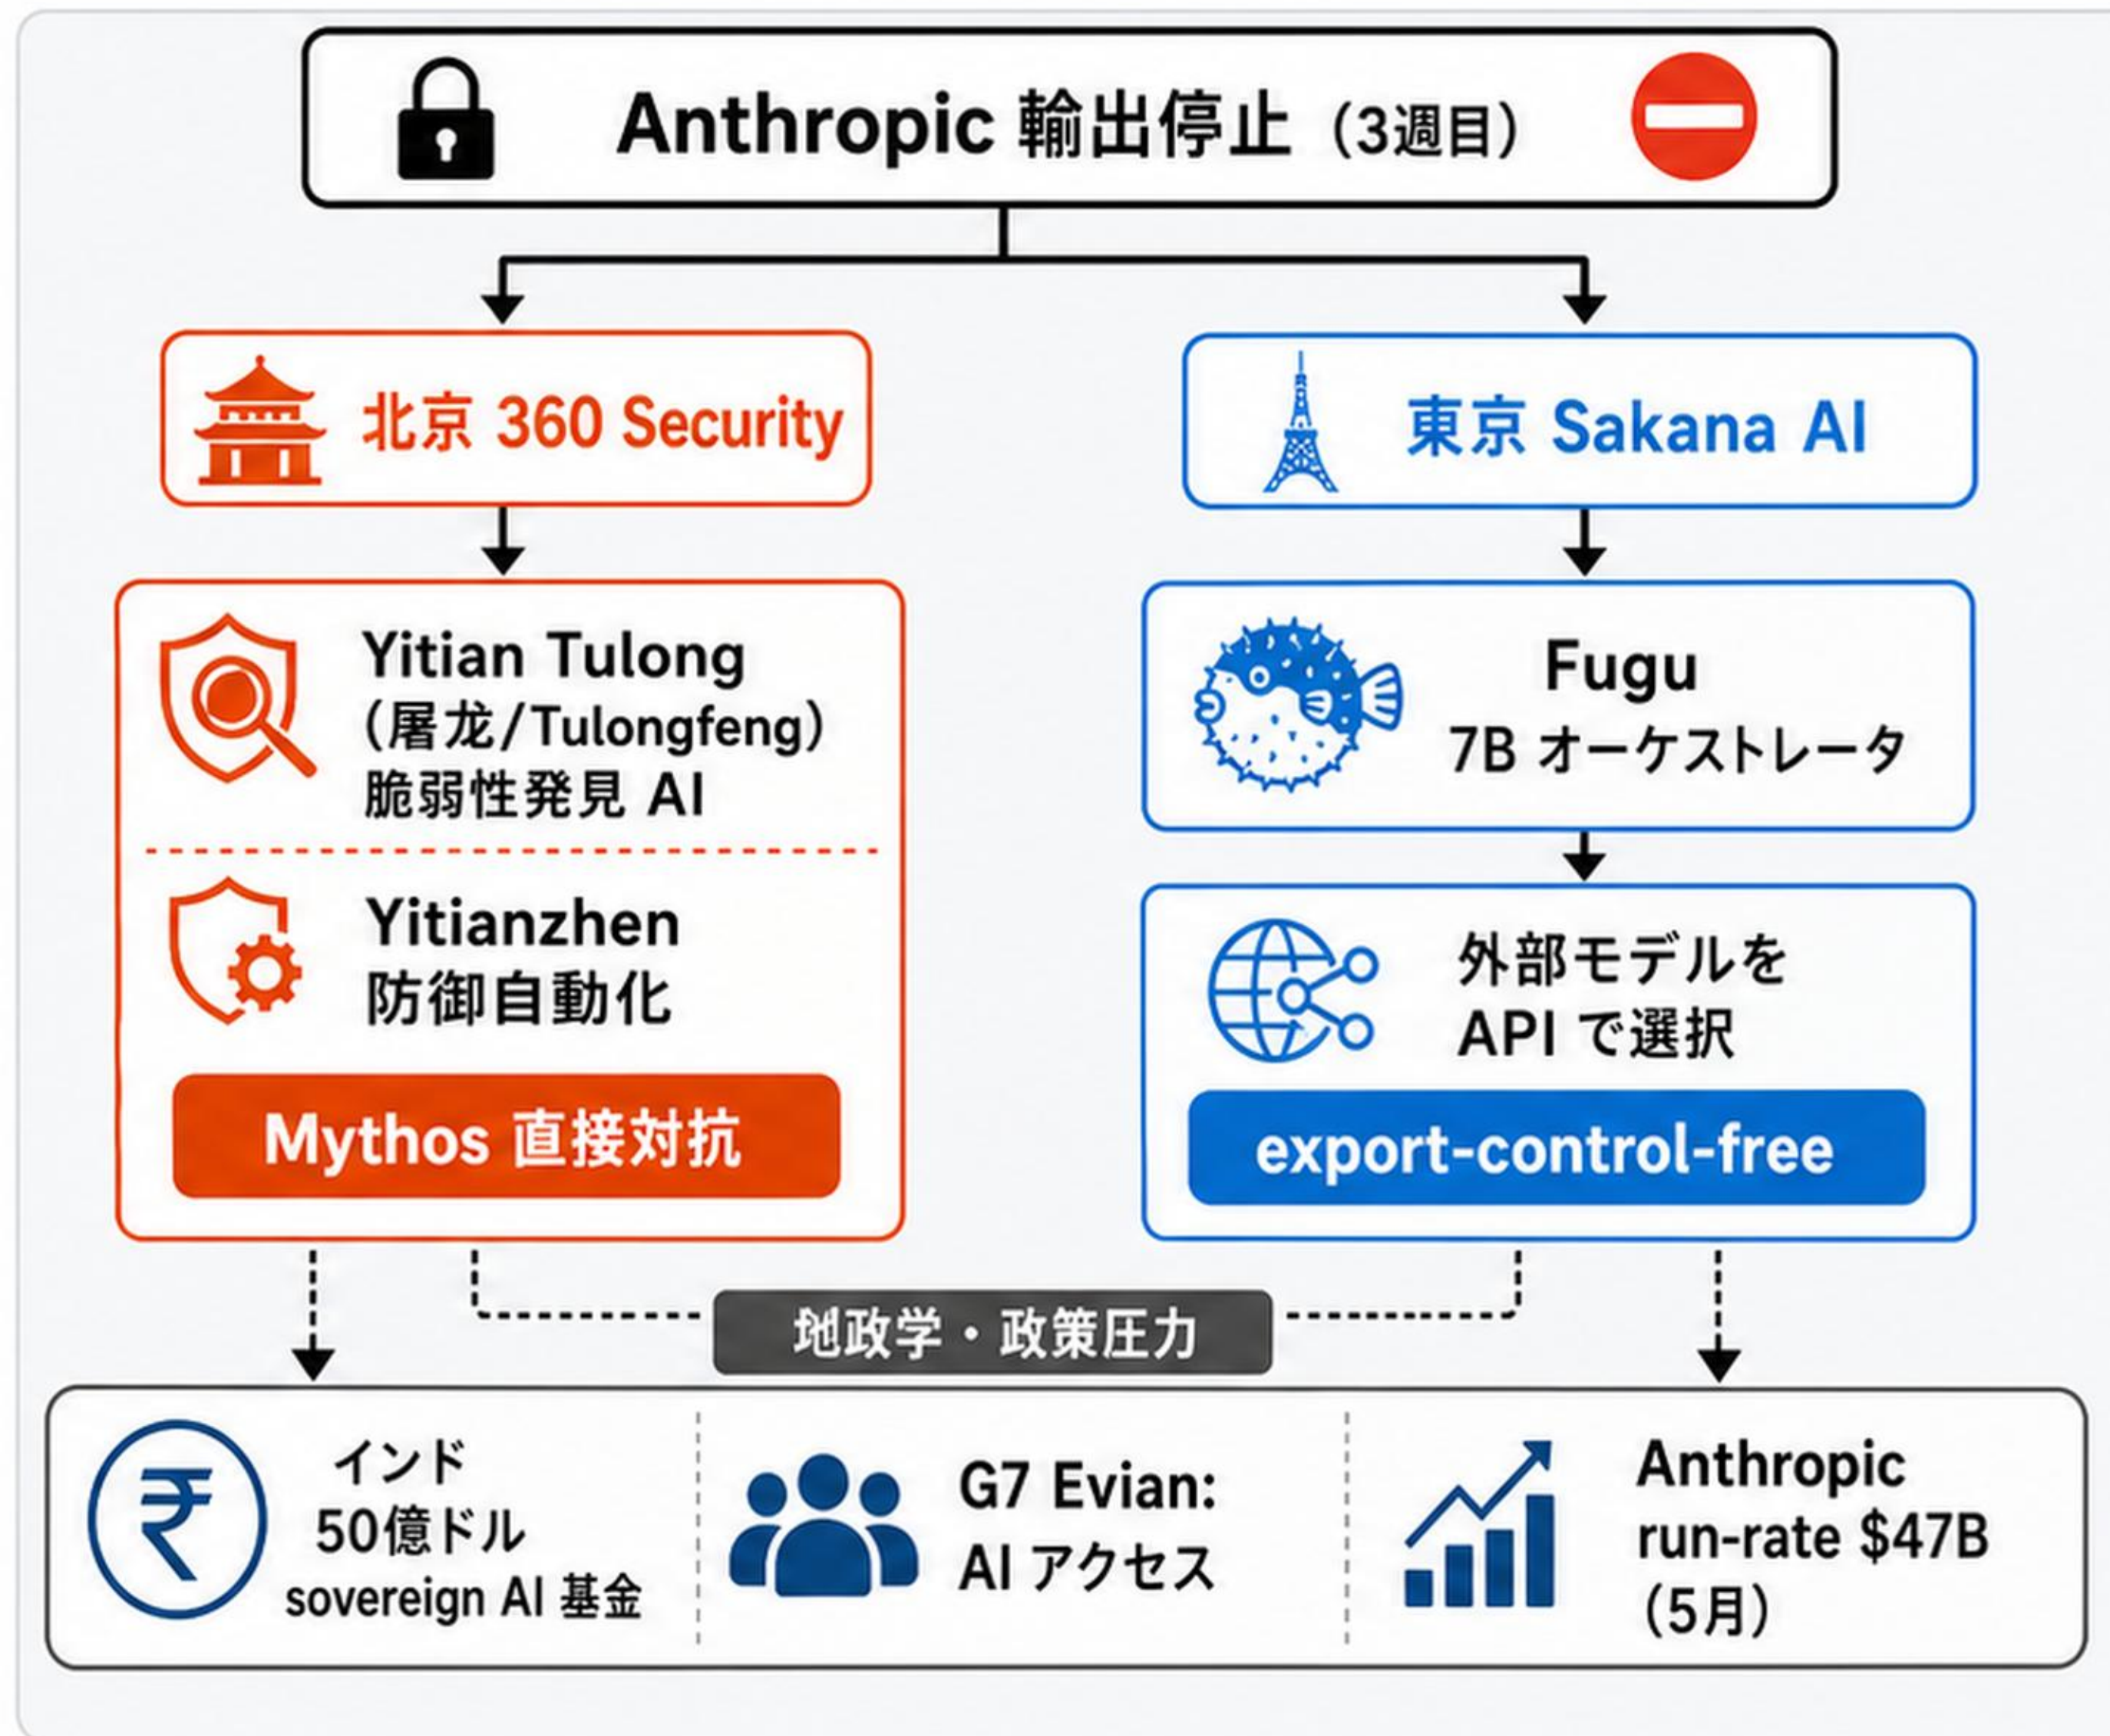 Anthropic 輸出停止（3週目）
北京 360 Security
東京 Sakana AI
Yitian Tulong
（屠龙/Tulongfeng）
脆弱性発見 AI
Yitianzhen
防御自動化
Mythos 直接対抗
Fugu
7B オーケストレータ
外部モデルを
API で選択
export-control-free
地政学・政策圧力
インド
50億ドル
sovereign AI 基金
G7 Evian:
AI アクセス
Anthropic
run-rate $47B
（5月）